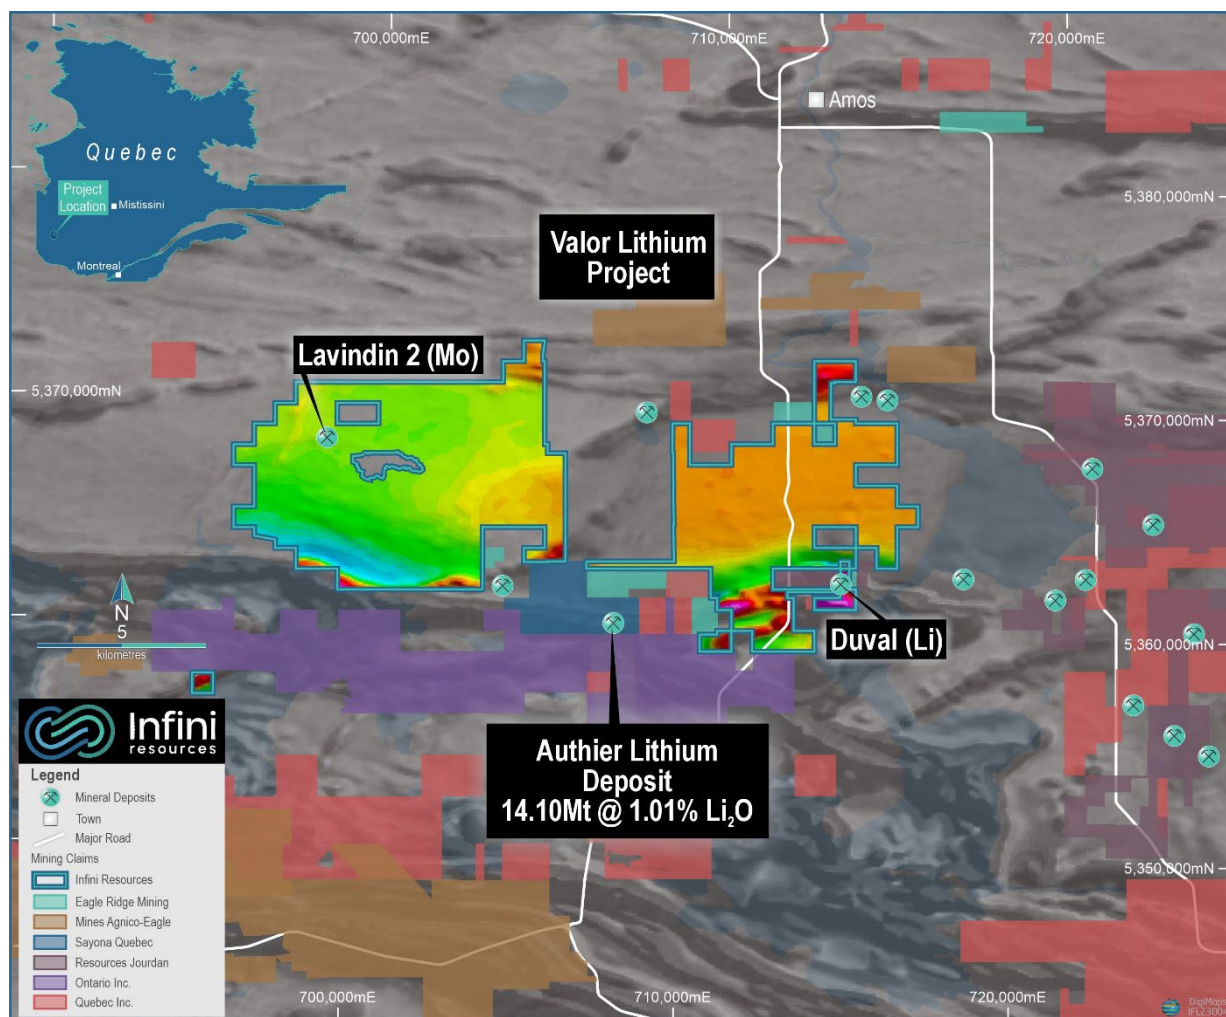 700,000mE
710,000mE
720,000mE
Amos
Quebec
Project
Location
Mistissini
Montreal
5,380,000mN
Valor Lithium
Project
Lavindin 2 (Mo)
5,370,000mN
5,370,000mN
N
5
kilometres
Duval (Li)
5,360,000mN
Infini
resources
Authier Lithium
Deposit
14.10Mt @ 1.01% Li₂O
Legend
Mineral Deposits
Town
Major Road
Mining Claims
Infini Resources
Eagle Ridge Mining
Mines Agnico-Eagle
Sayona Quebec
Resources Jourdan
Ontario Inc.
Quebec Inc.
5,350,000mN
700,000mE
710,000mE
720,000mE
DigiMaps